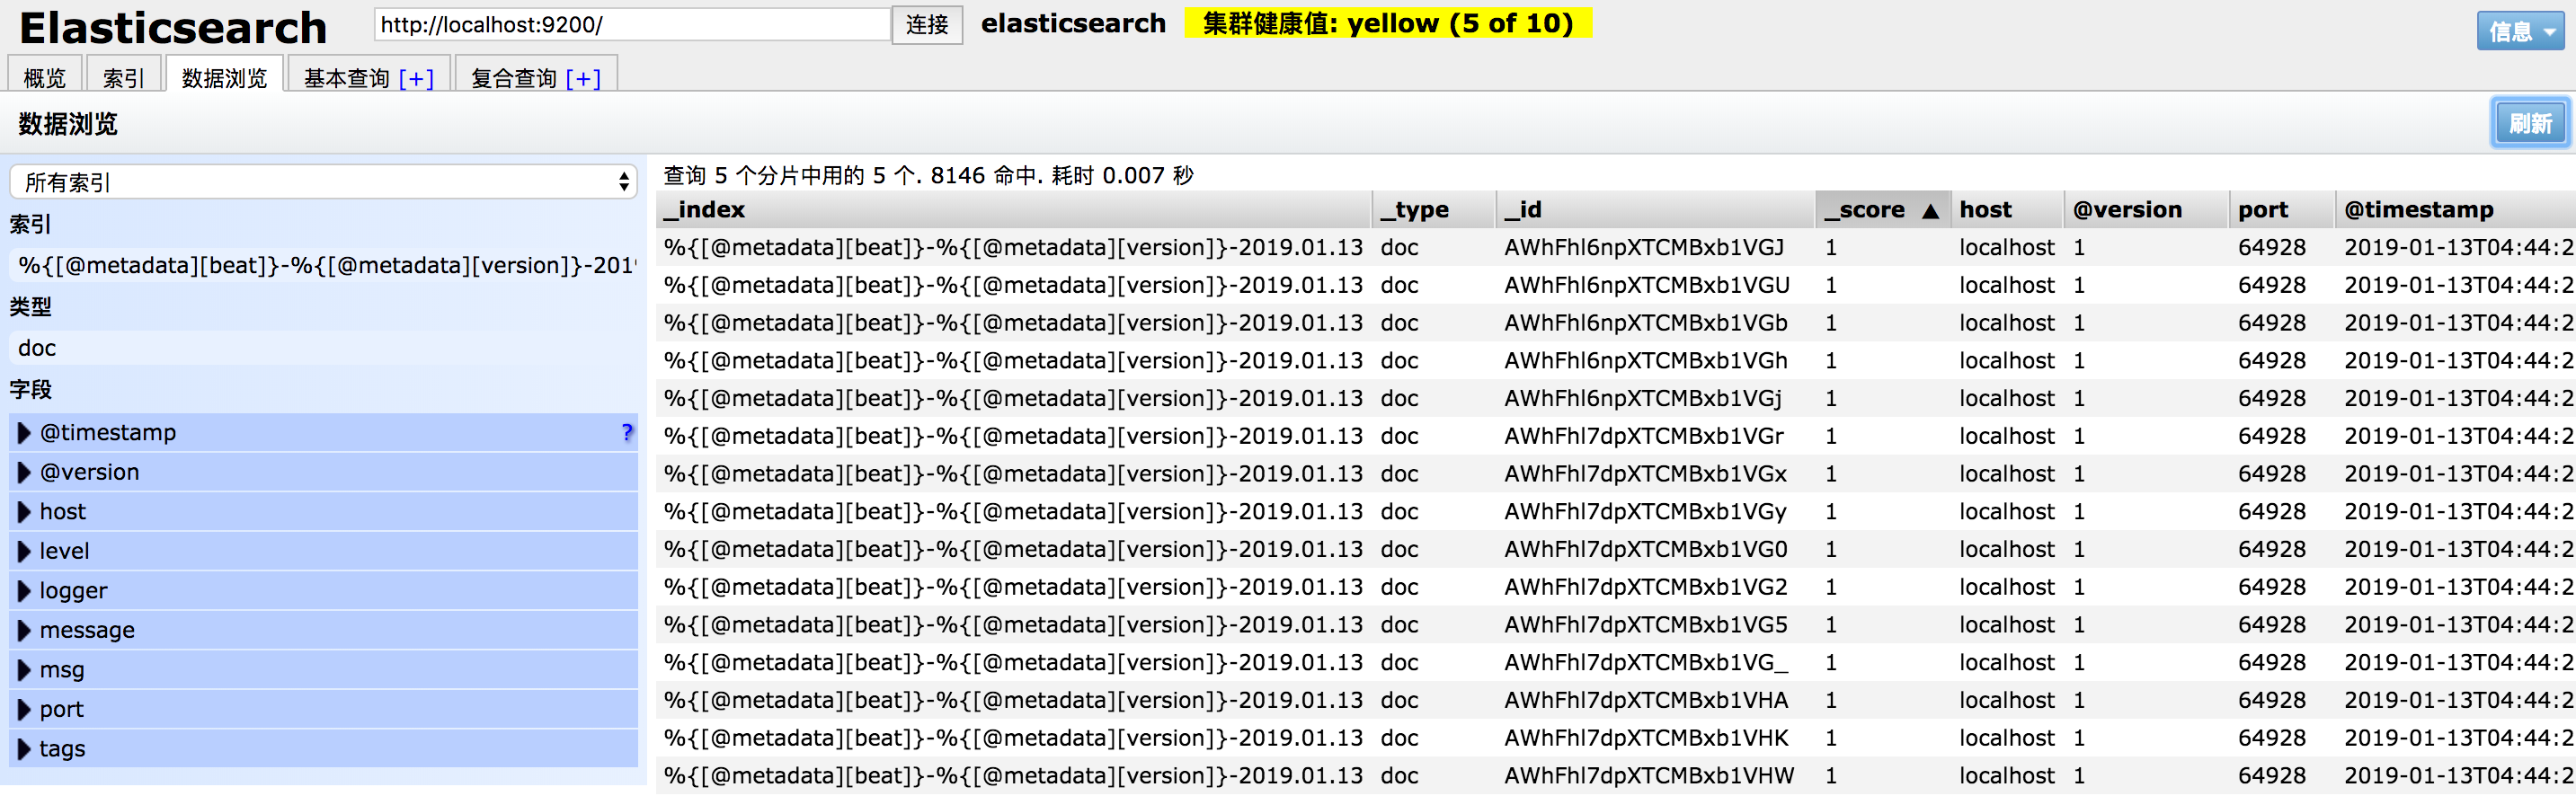 Elasticsearch http://localhost:9200/ 连接 elasticsearch 集群健康值: yellow (5 of 10) 信息
概览 索引 数据浏览 基本查询 [+] 复合查询 [+]
数据浏览 刷新
所有索引
索引
%{[@metadata][beat]}-%{[@metadata][version]}-201
类型
doc
字段
@timestamp ?
@version
host
level
logger
message
msg
port
tags
查询 5 个分片中用的 5 个. 8146 命中. 耗时 0.007 秒
_index _type _id _score ▲ host @version port @timestamp
%{[@metadata][beat]}-%{[@metadata][version]}-2019.01.13 doc AWhFhl6npXTCMBxb1VGJ 1 localhost 1 64928 2019-01-13T04:44:2
%{[@metadata][beat]}-%{[@metadata][version]}-2019.01.13 doc AWhFhl6npXTCMBxb1VGU 1 localhost 1 64928 2019-01-13T04:44:2
%{[@metadata][beat]}-%{[@metadata][version]}-2019.01.13 doc AWhFhl6npXTCMBxb1VGb 1 localhost 1 64928 2019-01-13T04:44:2
%{[@metadata][beat]}-%{[@metadata][version]}-2019.01.13 doc AWhFhl6npXTCMBxb1VGh 1 localhost 1 64928 2019-01-13T04:44:2
%{[@metadata][beat]}-%{[@metadata][version]}-2019.01.13 doc AWhFhl6npXTCMBxb1VGj 1 localhost 1 64928 2019-01-13T04:44:2
%{[@metadata][beat]}-%{[@metadata][version]}-2019.01.13 doc AWhFhl7dpXTCMBxb1VGr 1 localhost 1 64928 2019-01-13T04:44:2
%{[@metadata][beat]}-%{[@metadata][version]}-2019.01.13 doc AWhFhl7dpXTCMBxb1VGx 1 localhost 1 64928 2019-01-13T04:44:2
%{[@metadata][beat]}-%{[@metadata][version]}-2019.01.13 doc AWhFhl7dpXTCMBxb1VGy 1 localhost 1 64928 2019-01-13T04:44:2
%{[@metadata][beat]}-%{[@metadata][version]}-2019.01.13 doc AWhFhl7dpXTCMBxb1VG0 1 localhost 1 64928 2019-01-13T04:44:2
%{[@metadata][beat]}-%{[@metadata][version]}-2019.01.13 doc AWhFhl7dpXTCMBxb1VG2 1 localhost 1 64928 2019-01-13T04:44:2
%{[@metadata][beat]}-%{[@metadata][version]}-2019.01.13 doc AWhFhl7dpXTCMBxb1VG5 1 localhost 1 64928 2019-01-13T04:44:2
%{[@metadata][beat]}-%{[@metadata][version]}-2019.01.13 doc AWhFhl7dpXTCMBxb1VG_ 1 localhost 1 64928 2019-01-13T04:44:2
%{[@metadata][beat]}-%{[@metadata][version]}-2019.01.13 doc AWhFhl7dpXTCMBxb1VHA 1 localhost 1 64928 2019-01-13T04:44:2
%{[@metadata][beat]}-%{[@metadata][version]}-2019.01.13 doc AWhFhl7dpXTCMBxb1VHK 1 localhost 1 64928 2019-01-13T04:44:2
%{[@metadata][beat]}-%{[@metadata][version]}-2019.01.13 doc AWhFhl7dpXTCMBxb1VHW 1 localhost 1 64928 2019-01-13T04:44:2